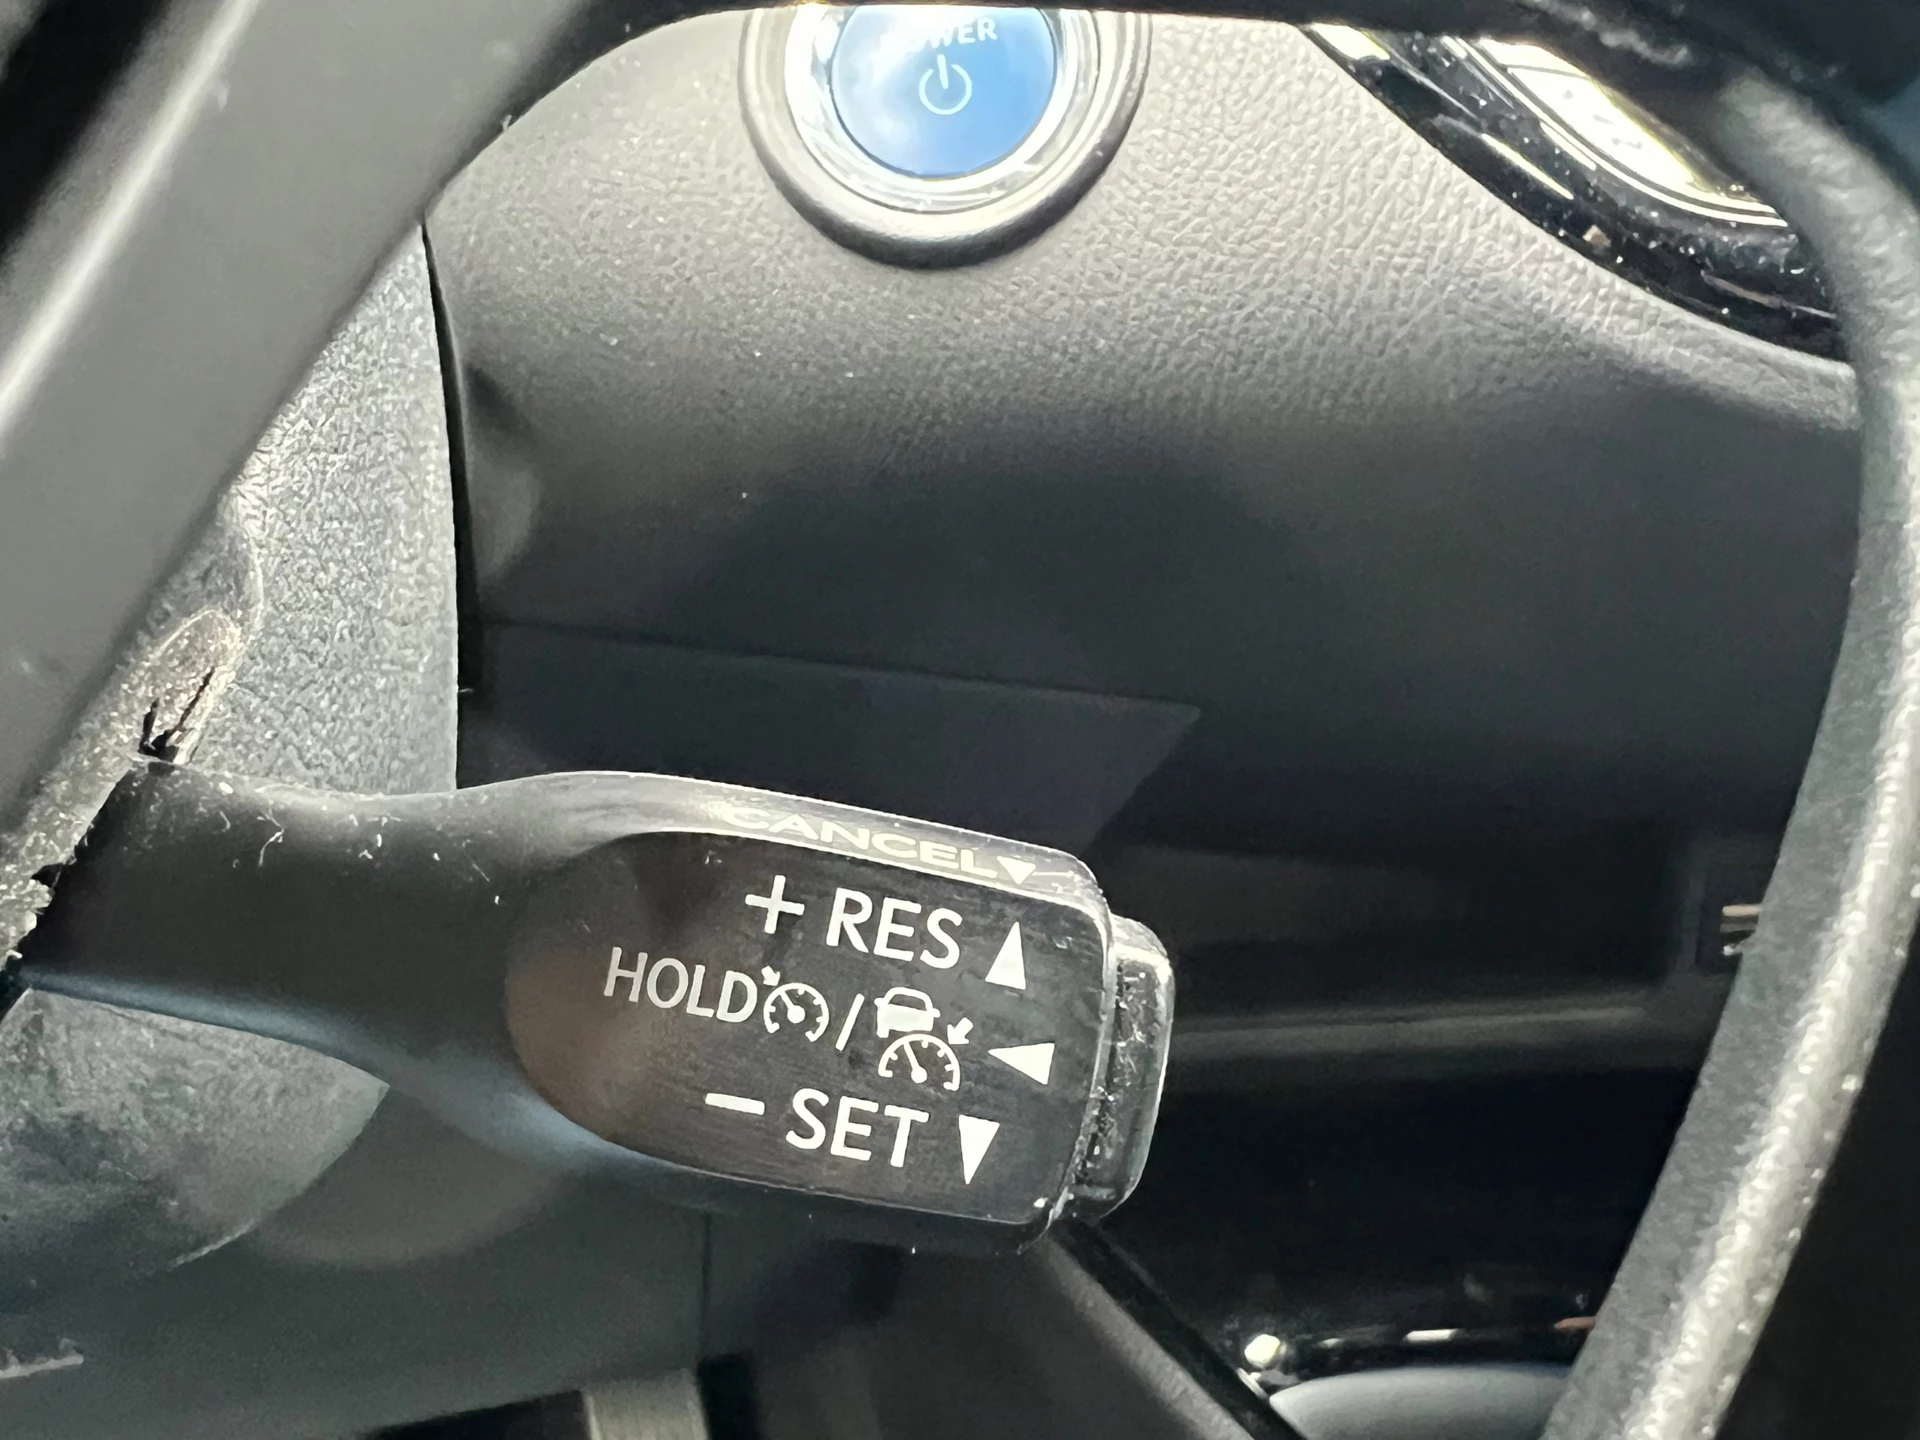 POWER
CANCEL▼
+ RES ▲
HOLD / ◀
− SET ▼